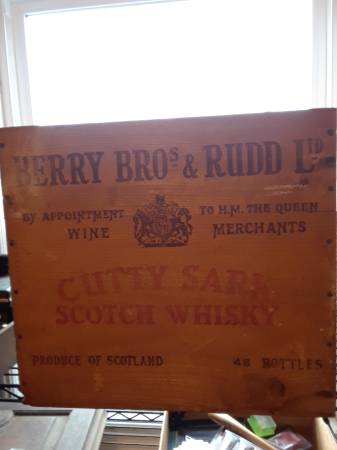 BERRY BROS & RUDD LTD
BY APPOINTMENT TO H.M. THE QUEEN
WINE MERCHANTS
CUTTY SARK
SCOTCH WHISKY
PRODUCE OF SCOTLAND 48 BOTTLES